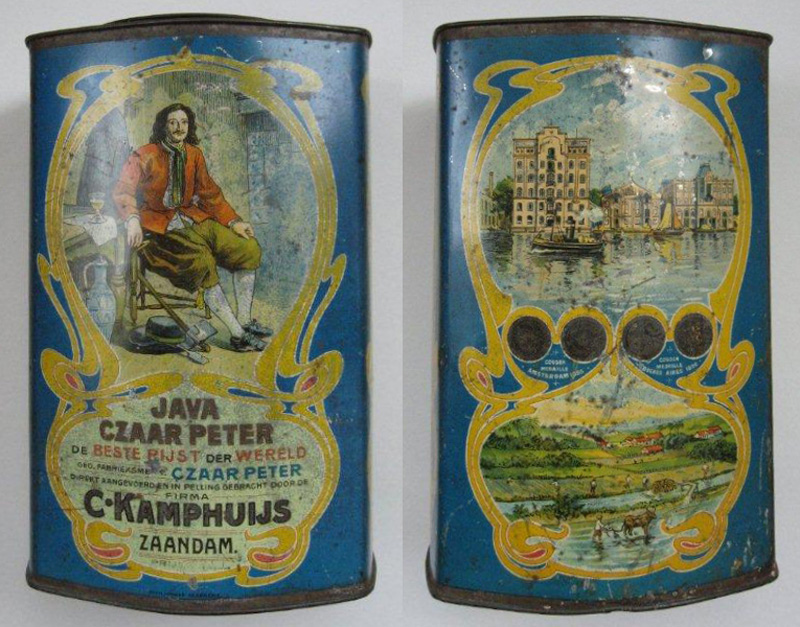 JAVA
CZAAR PETER
DE BESTE RIJST DER WERELD
GED. FABRIEKSMERK CZAAR PETER
DIREKT AANGEVOERD EN IN PELLING GEBRACHT DOOR DE
FIRMA
C. KAMPHUIJS
ZAANDAM.
GOUDEN
MEDAILLE
AMSTERDAM
GOUDEN
MEDAILLE